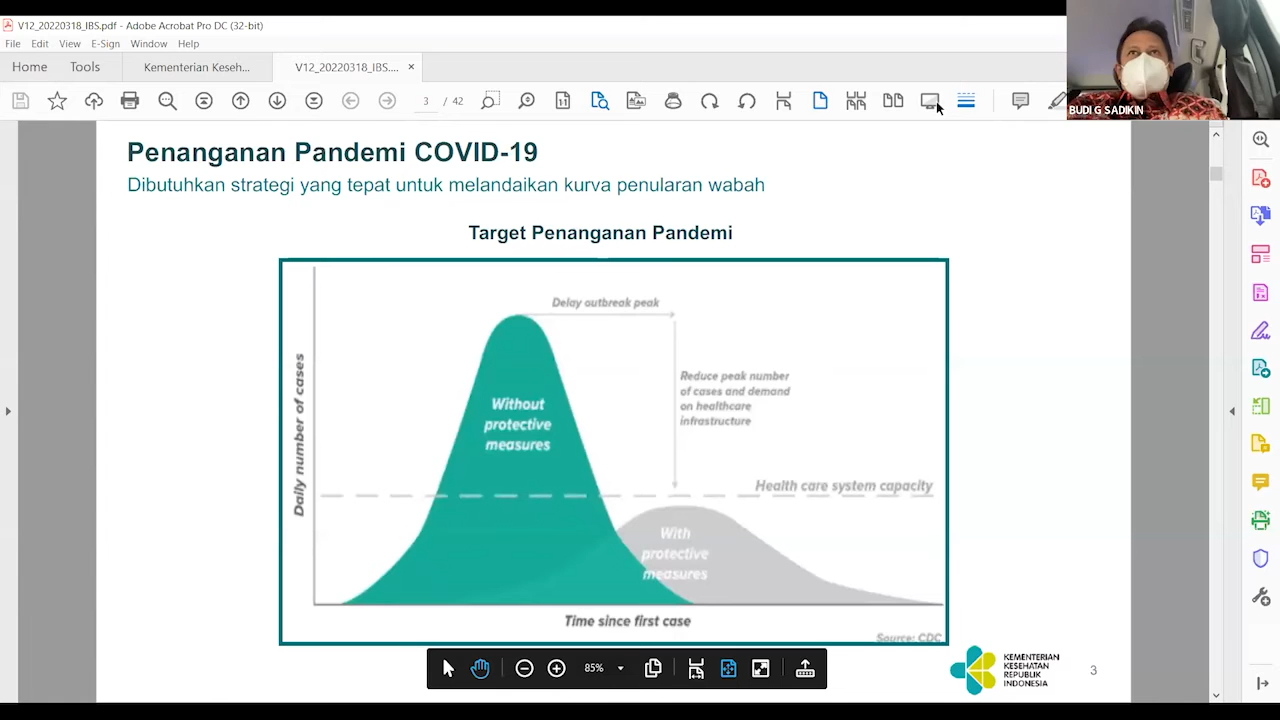 V12_20220318_IBS.pdf - Adobe Acrobat Pro DC (32-bit)
File Edit View E-Sign Window Help
Home Tools Kementerian Keseh... V12_20220318_IBS.... ×
3 / 42
BUDI G SADIKIN
Penanganan Pandemi COVID-19
Dibutuhkan strategi yang tepat untuk melandaikan kurva penularan wabah
Target Penanganan Pandemi
Delay outbreak peak
Reduce peak number
of cases and demand
on healthcare
infrastructure
Without
protective
measures
Daily number of cases
Health care system capacity
With
protective
measures
Time since first case
Source: CDC
85%
KEMENTERIAN
KESEHATAN
REPUBLIK
INDONESIA
3